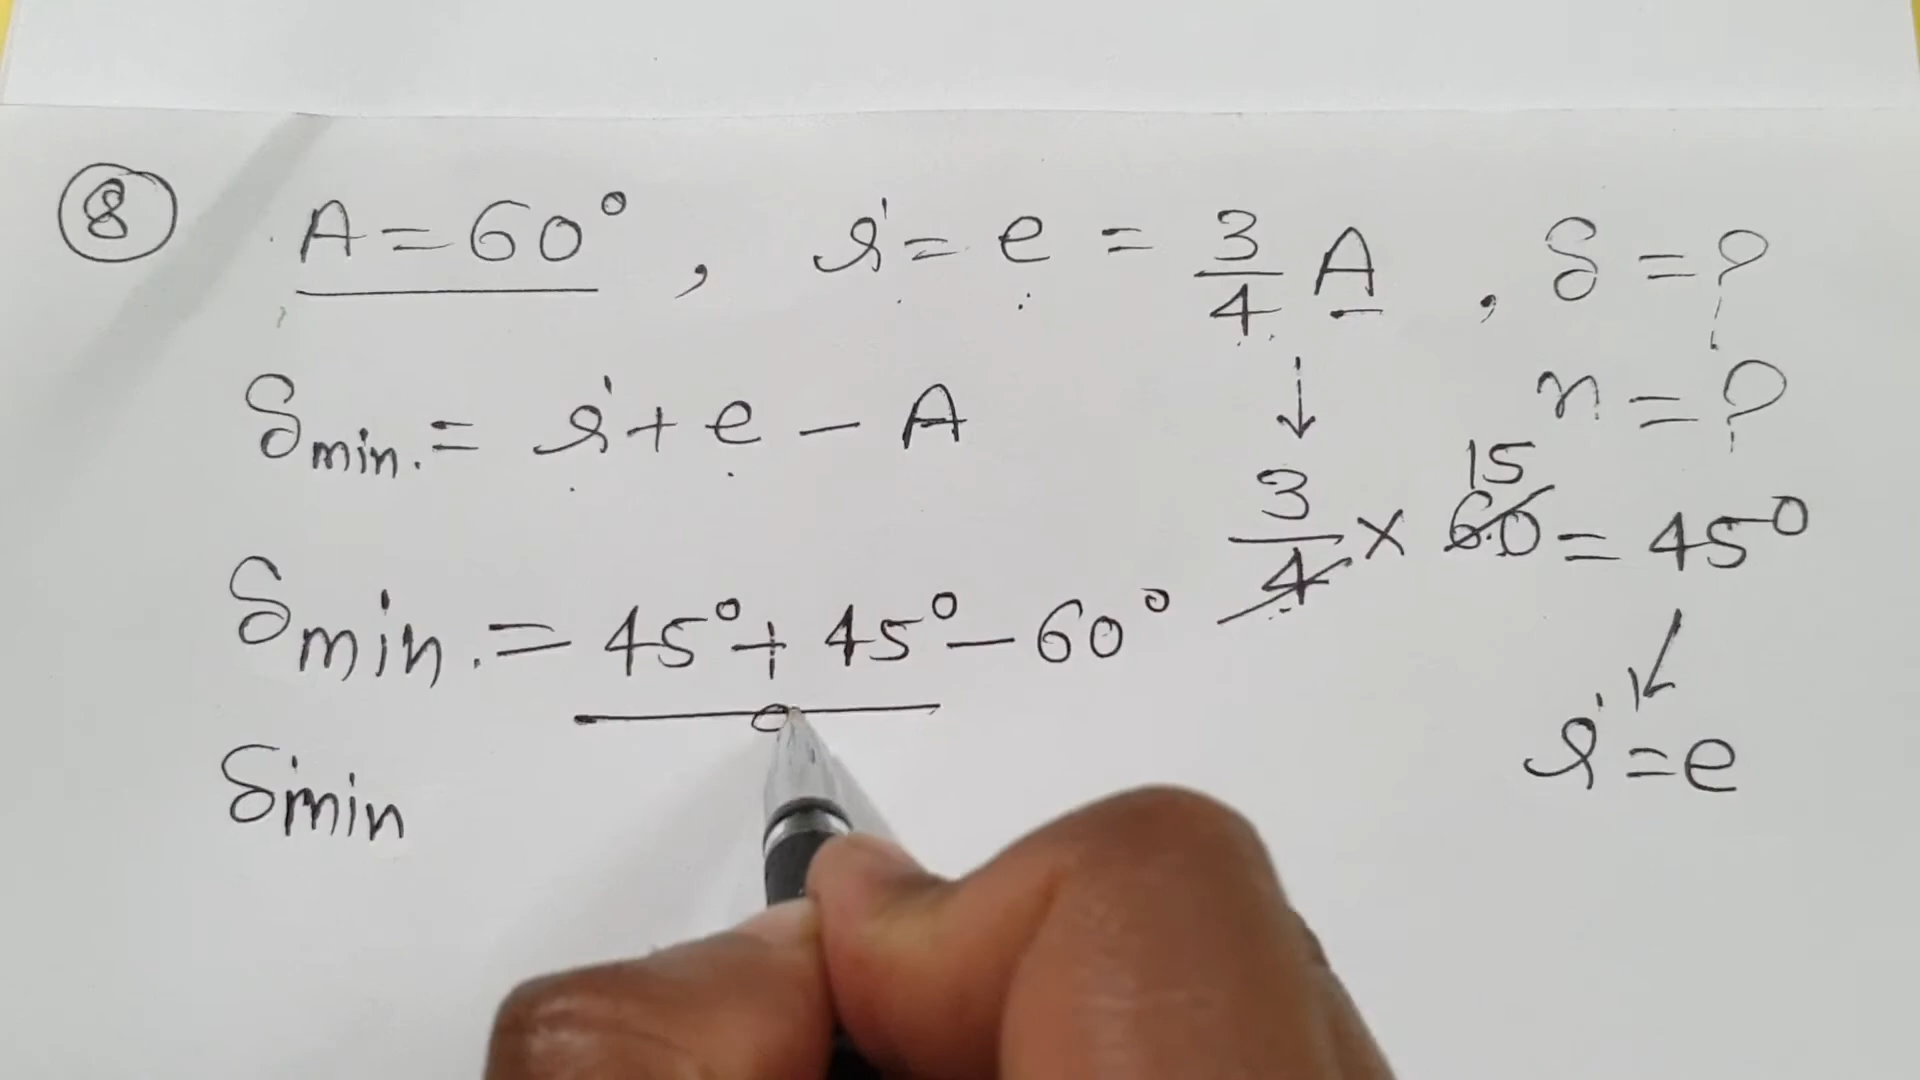 ⑧ A = 60°, i = e = 3/4 A, δ = ?
δmin. = i + e − A
n = ?
3/4 × 60 = 45°
15
δmin. = 45° + 45° − 60°
i = e
δmin